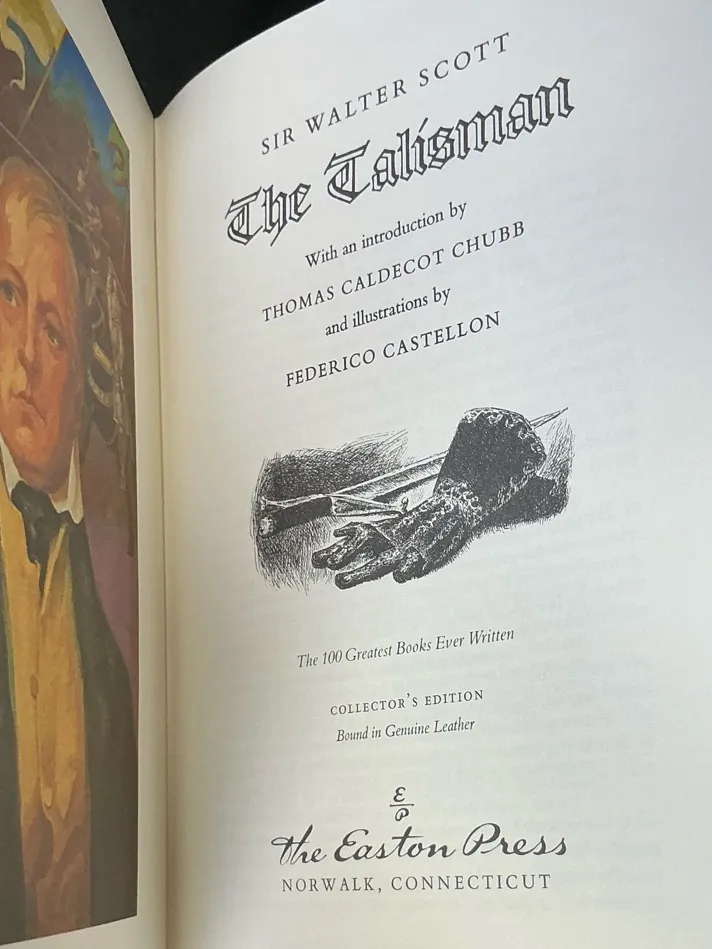 SIR WALTER SCOTT
The Talisman
With an introduction by
THOMAS CALDECOT CHUBB
and illustrations by
FEDERICO CASTELLON
The 100 Greatest Books Ever Written
COLLECTOR'S EDITION
Bound in Genuine Leather
E
P
The Easton Press
NORWALK, CONNECTICUT